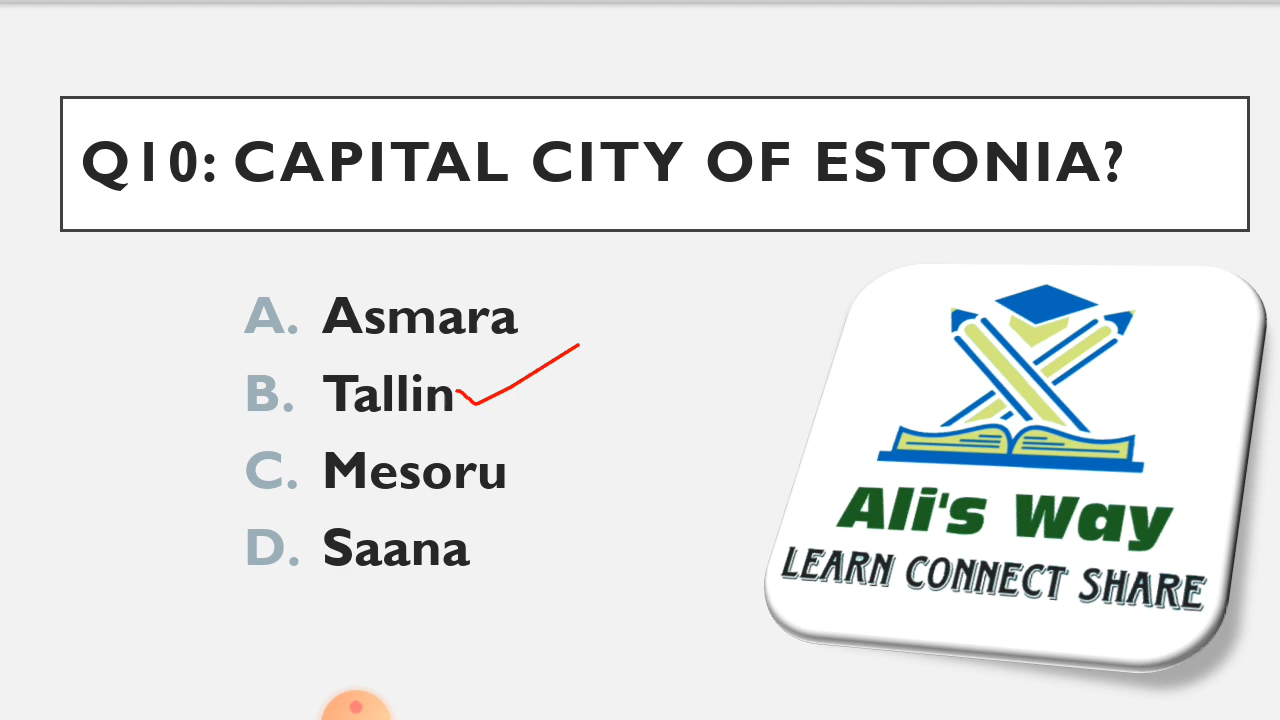 Q10: CAPITAL CITY OF ESTONIA?
A. Asmara
B. Tallin
C. Mesoru
D. Saana
Ali's Way
LEARN CONNECT SHARE